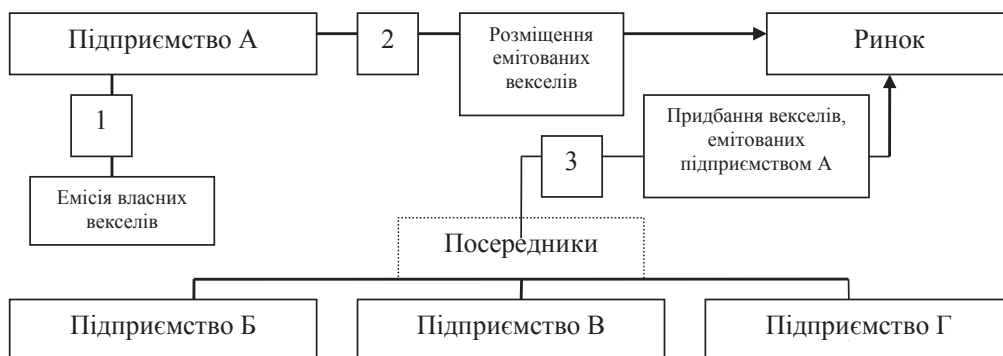 Підприємство А
2
Розміщення
емітованих
векселів
Ринок
1
Придбання векселів,
емітованих
підприємством А
3
Емісія власних
векселів
Посередники
Підприємство Б
Підприємство В
Підприємство Г